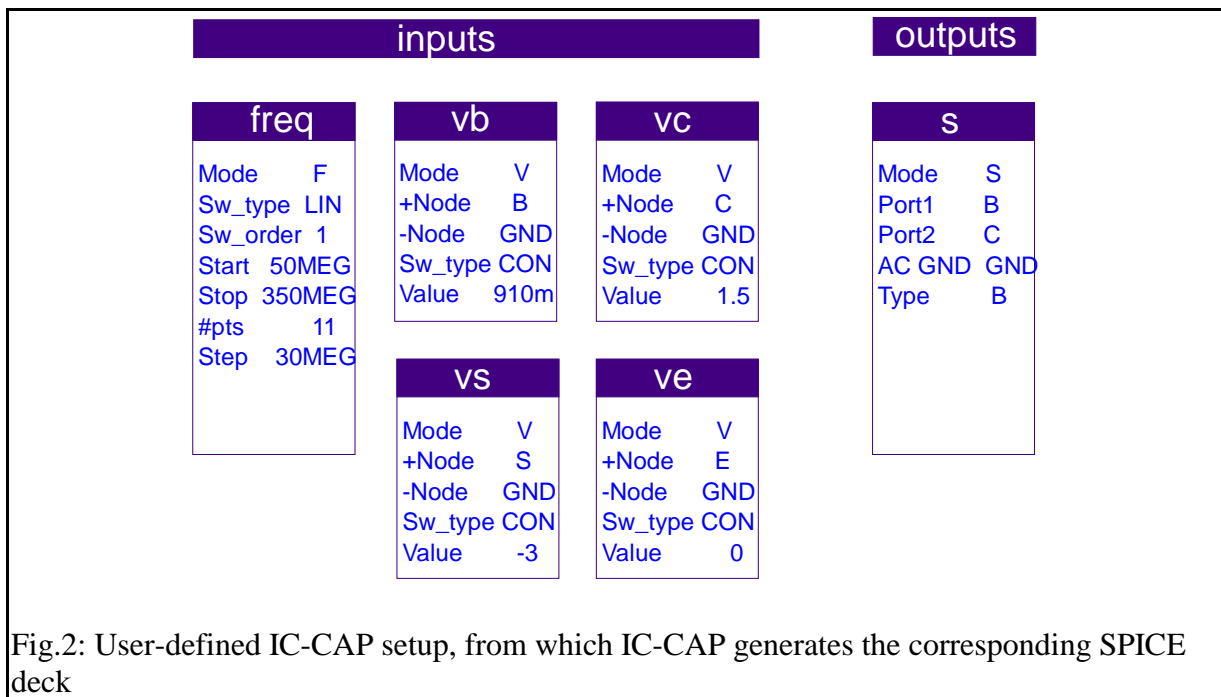 inputs
outputs
freq
Mode F
Sw_type LIN
Sw_order 1
Start 50MEG
Stop 350MEG
#pts 11
Step 30MEG
vb
Mode V
+Node B
-Node GND
Sw_type CON
Value 910m
vc
Mode V
+Node C
-Node GND
Sw_type CON
Value 1.5
s
Mode S
Port1 B
Port2 C
AC GND GND
Type B
vs
Mode V
+Node S
-Node GND
Sw_type CON
Value -3
ve
Mode V
+Node E
-Node GND
Sw_type CON
Value 0
Fig.2: User-defined IC-CAP setup, from which IC-CAP generates the corresponding SPICE
deck